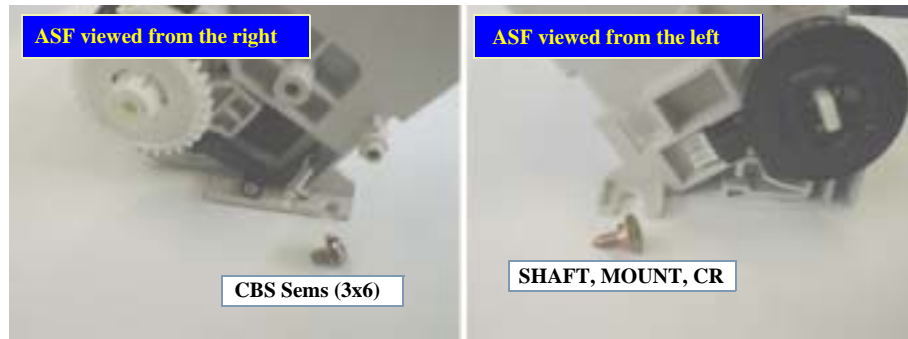 ASF viewed from the right
ASF viewed from the left
CBS Sems (3x6)
SHAFT, MOUNT, CR